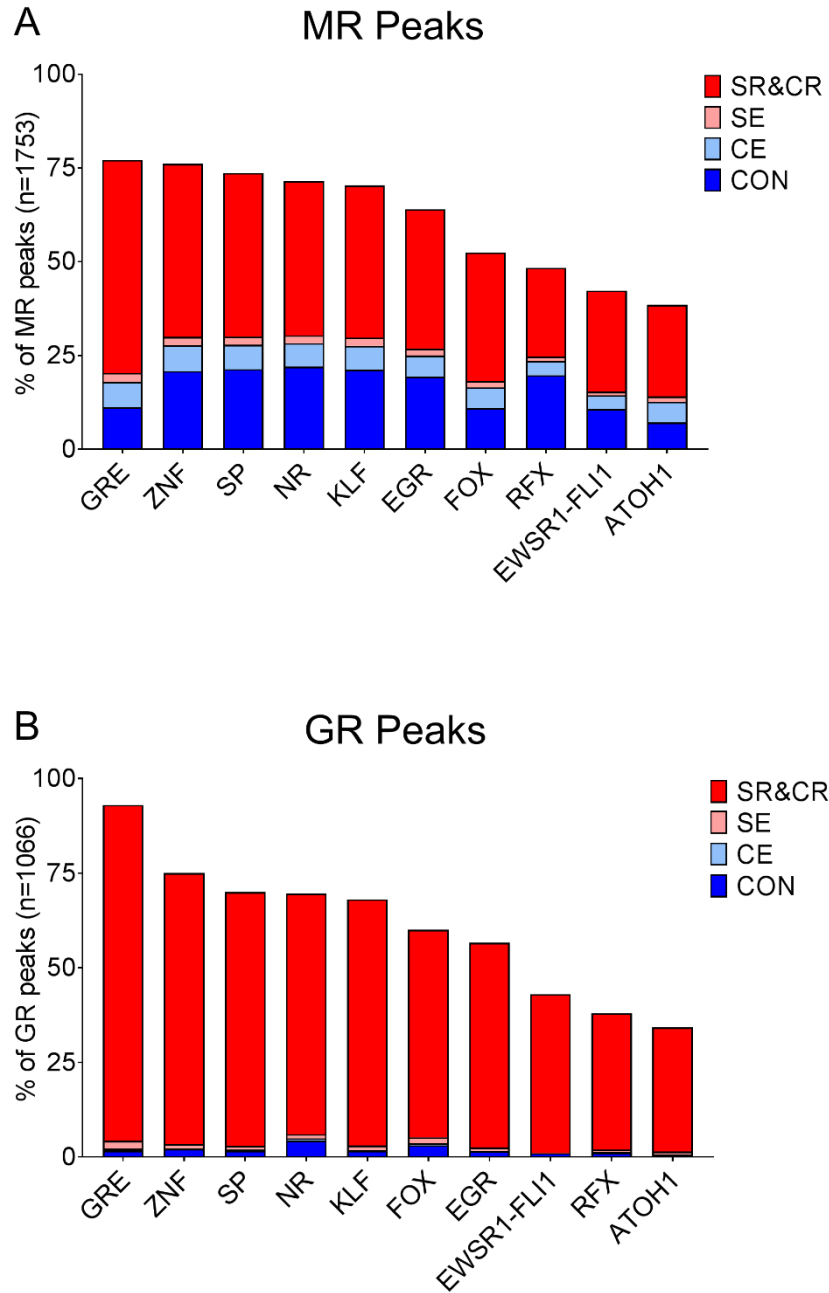 A
MR Peaks
% of MR peaks (n=1753)
100
75
50
25
0
SR&CR
SE
CE
CON
GRE
ZNF
SP
NR
KLF
EGR
FOX
RFX
EWSR1-FLI1
ATOH1
B
GR Peaks
% of GR peaks (n=1066)
100
75
50
25
0
SR&CR
SE
CE
CON
GRE
ZNF
SP
NR
KLF
FOX
EGR
EWSR1-FLI1
RFX
ATOH1